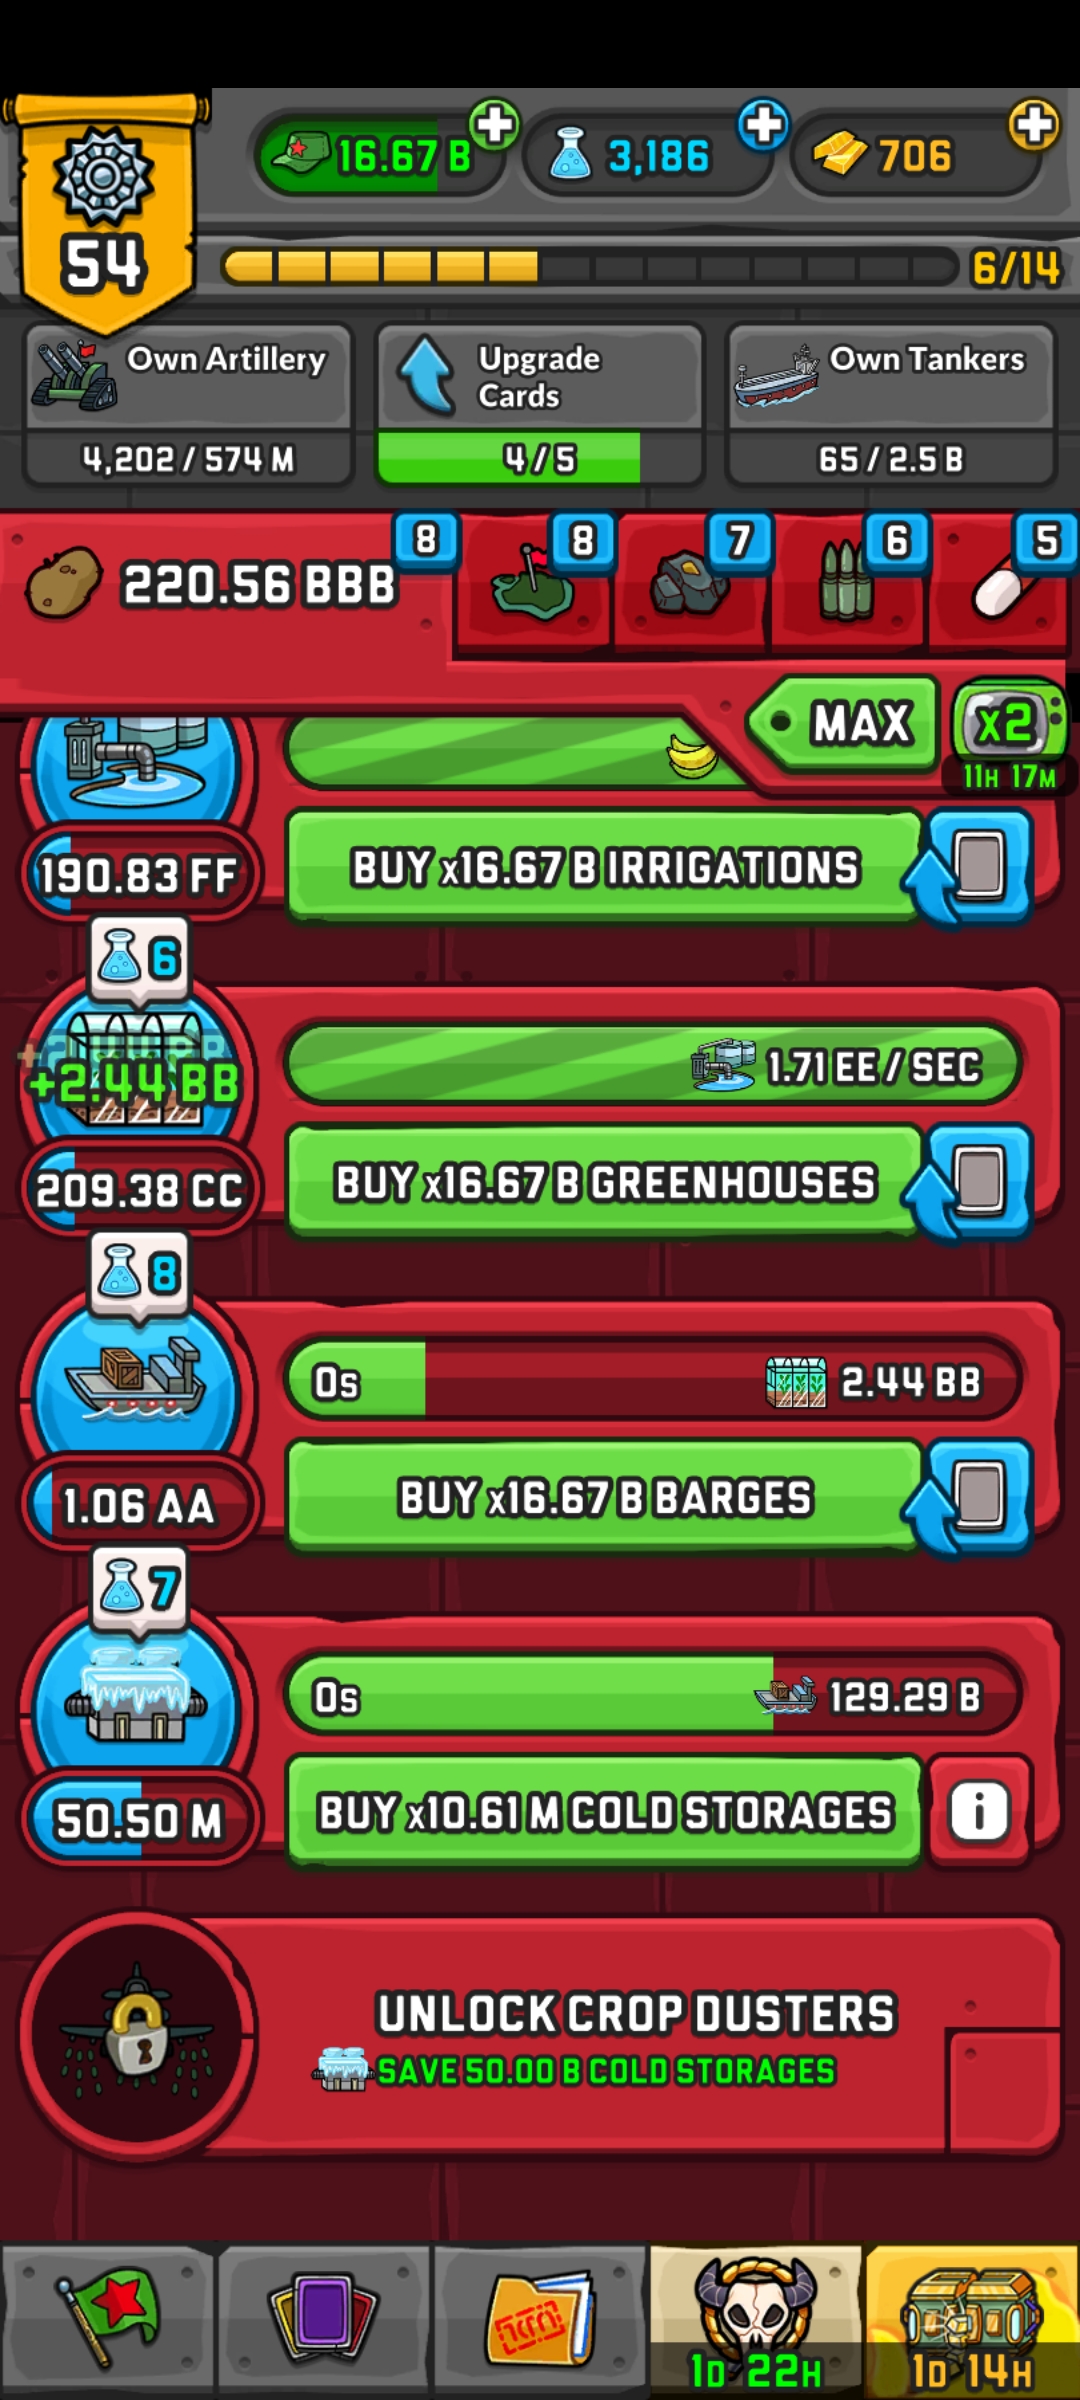 54
16.67 B
3,186
706
6/14
Own Artillery
4,202 / 574 M
Upgrade
Cards
4 / 5
Own Tankers
65 / 2.5 B
220.56 BBB
8
8
7
6
5
MAX
x2
11H 17M
190.83 FF
BUY x16.67 B IRRIGATIONS
6
+2.44 BB
1.71 EE / SEC
209.38 CC
BUY x16.67 B GREENHOUSES
8
0s
2.44 BB
1.06 AA
BUY x16.67 B BARGES
7
0s
129.29 B
50.50 M
BUY x10.61 M COLD STORAGES
i
UNLOCK CROP DUSTERS
SAVE 50.00 B COLD STORAGES
1D 22H
1D 14H